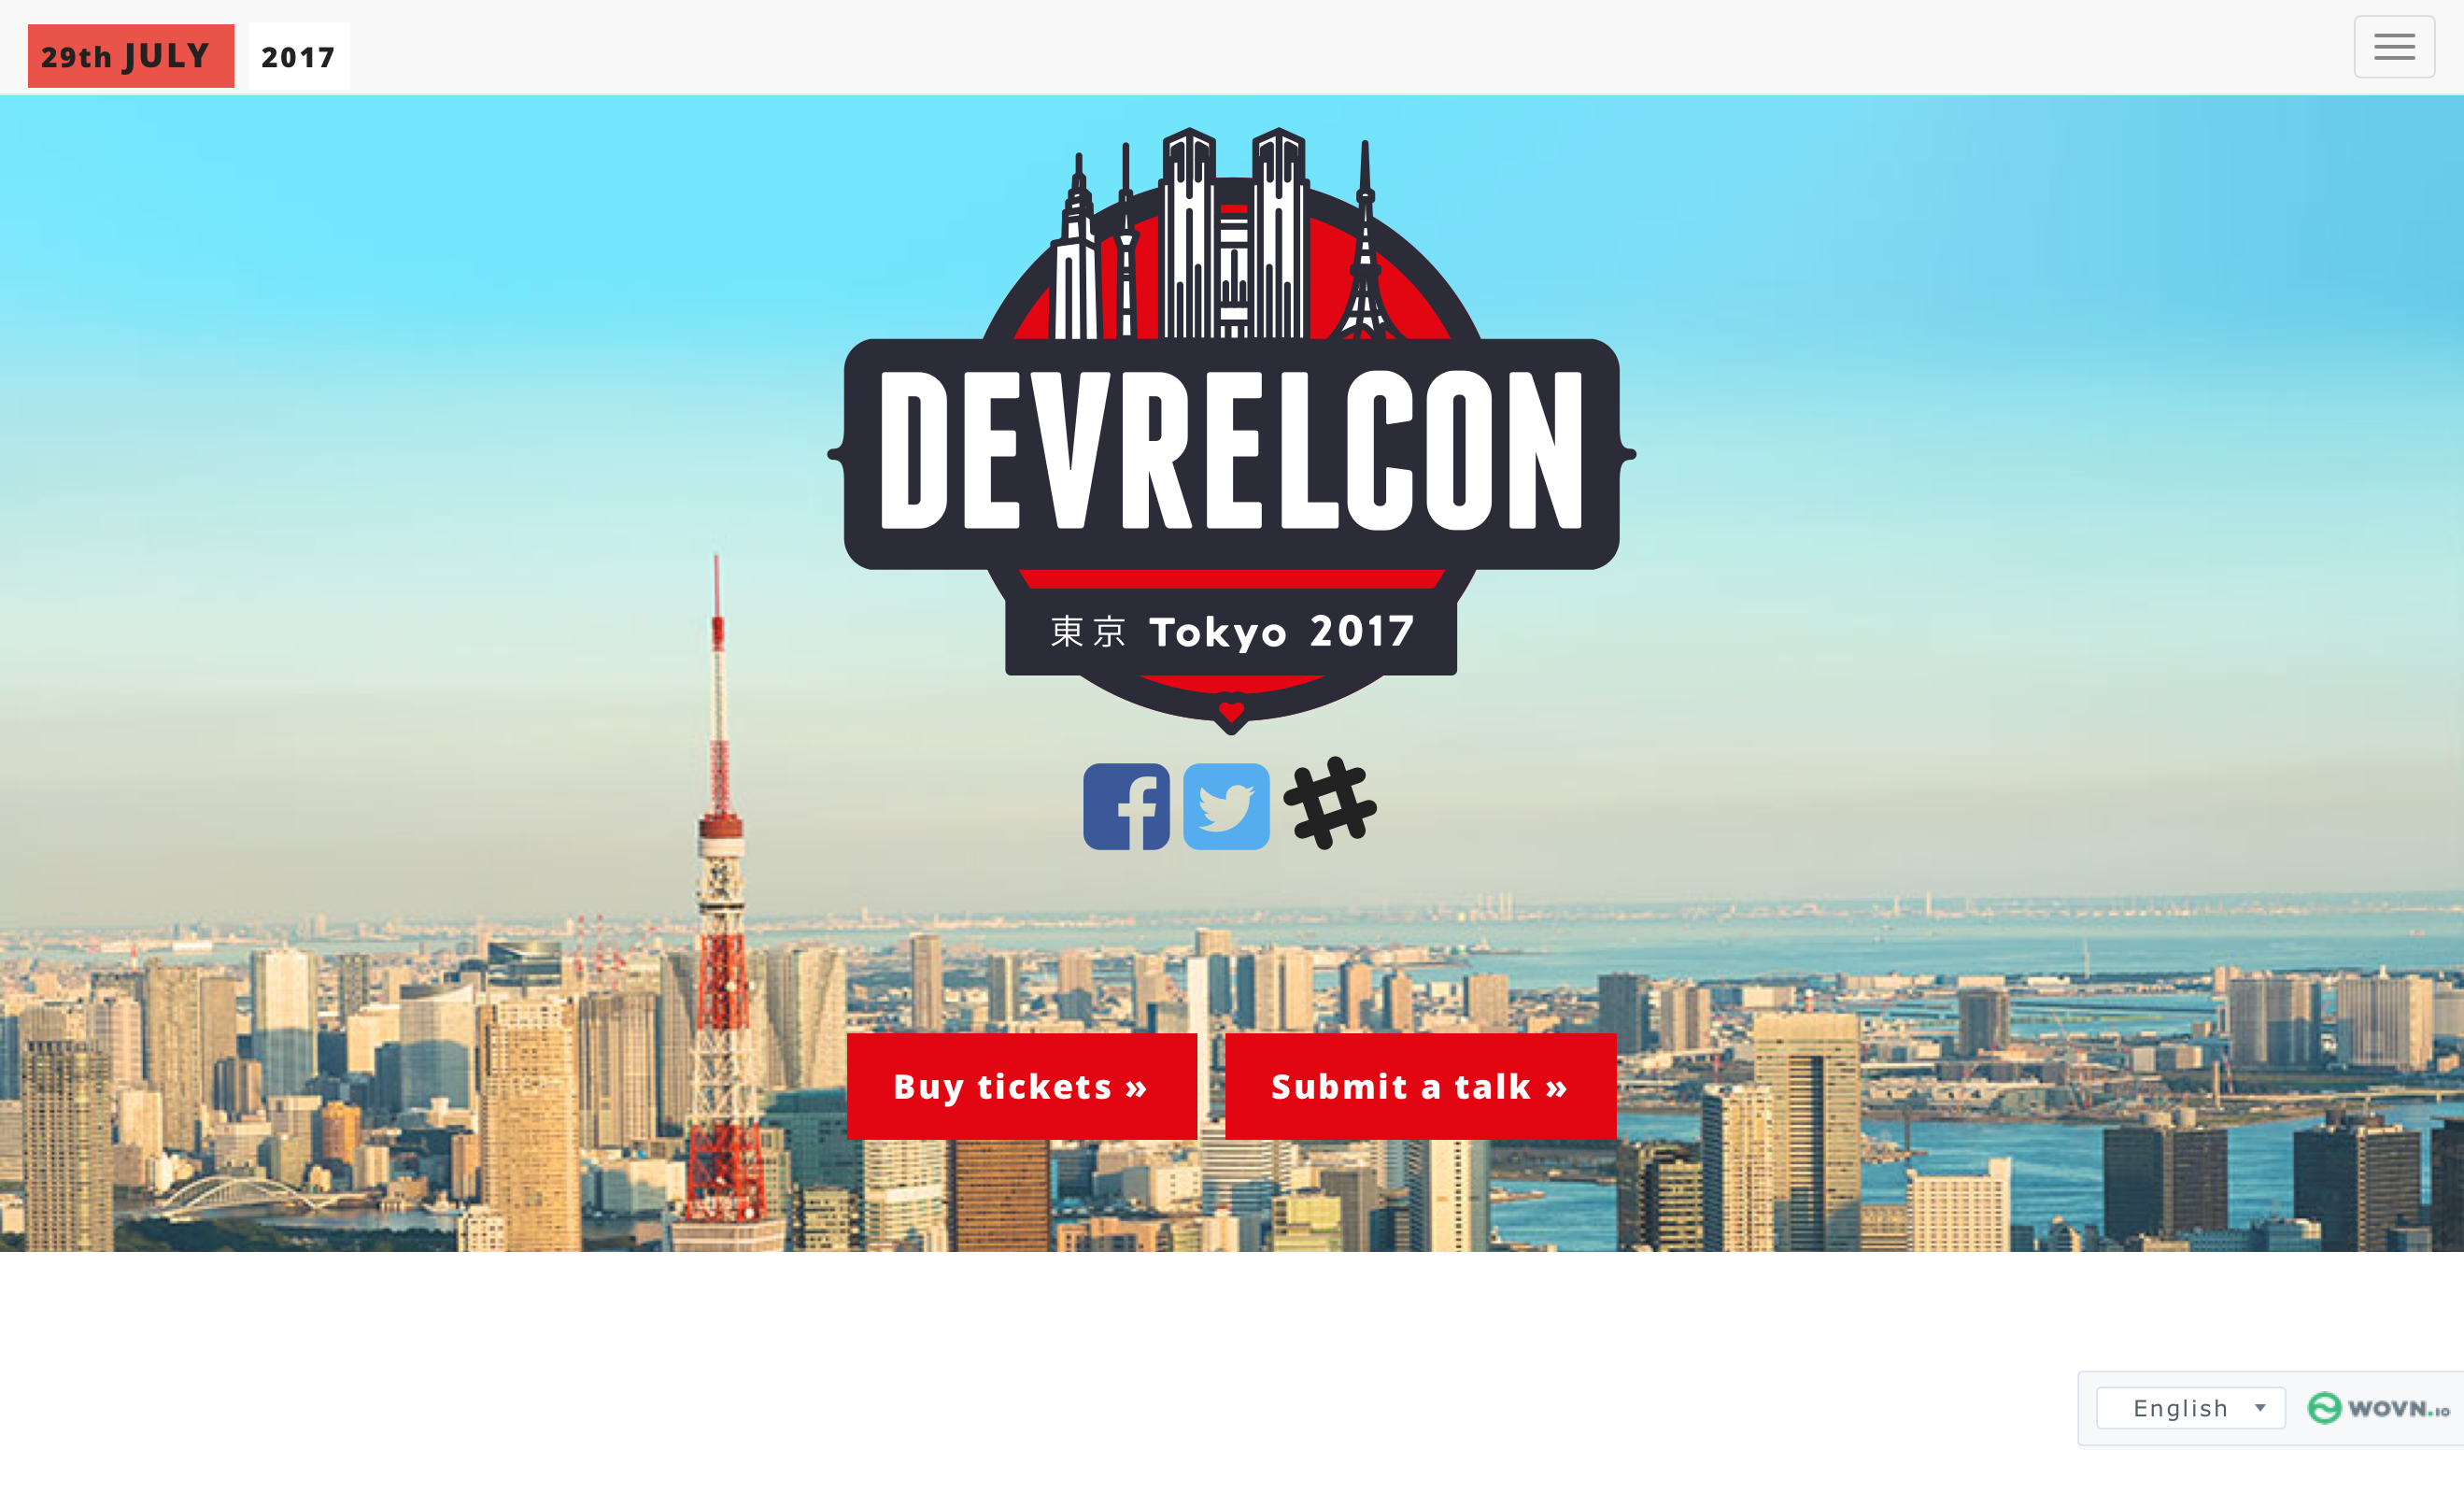 29th JULY 2017
DEVRELCON
東京 Tokyo 2017
Buy tickets »
Submit a talk »
English
WOVN.io